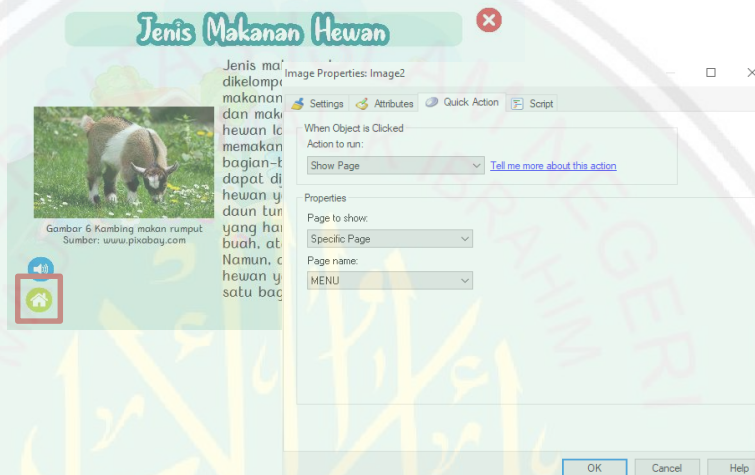 Jenis Makanan Hewan
Jenis
dikelomp
makanan
dan mak
hewan la
memakan
bagian-b
dapat di
hewan y
daun tu
yang ha
buah, at
Namun,
hewan y
satu bag
Gambar 6 Kambing makan rumput
Sumber: www.pixabay.com
Image Properties: Image2
Settings Attributes Quick Action Script
When Object is Clicked
Action to run:
Show Page Tell me more about this action
Properties
Page to show:
Specific Page
Page name:
MENU
OK Cancel Help